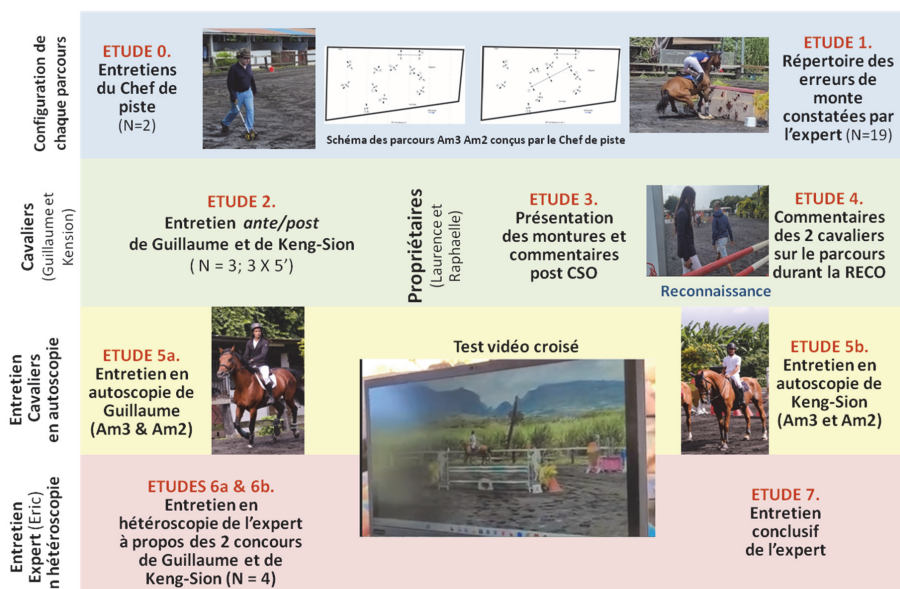 Configuration de
chaque parcours
ETUDE 0.
Entretiens
du Chef de
piste
(N=2)
Schéma des parcours Am3 Am2 conçus par le Chef de piste
ETUDE 1.
Répertoire des
erreurs de
monte
constatées par
l'expert (N=19)
Cavaliers
(Guillaume et
Kension)
ETUDE 2.
Entretien ante/post
de Guillaume et de Keng-Sion
( N = 3; 3 X 5')
Propriétaires
(Laurence et
Raphaelle)
ETUDE 3.
Présentation
des montures et
commentaires
post CSO
ETUDE 4.
Commentaires
des 2 cavaliers
sur le parcours
durant la RECO
Reconnaissance
Entretien
Cavaliers
en autoscopie
ETUDE 5a.
Entretien en
autoscopie de
Guillaume
(Am3 & Am2)
Test vidéo croisé
ETUDE 5b.
Entretien en
autoscopie de
Keng-Sion
(Am3 et Am2)
Entretien
Expert (Eric)
n hétéroscopie
ETUDES 6a & 6b.
Entretien en
hétéroscopie de l'expert
à propos des 2 concours
de Guillaume et de
Keng-Sion (N = 4)
ETUDE 7.
Entretien
conclusif
de l'expert